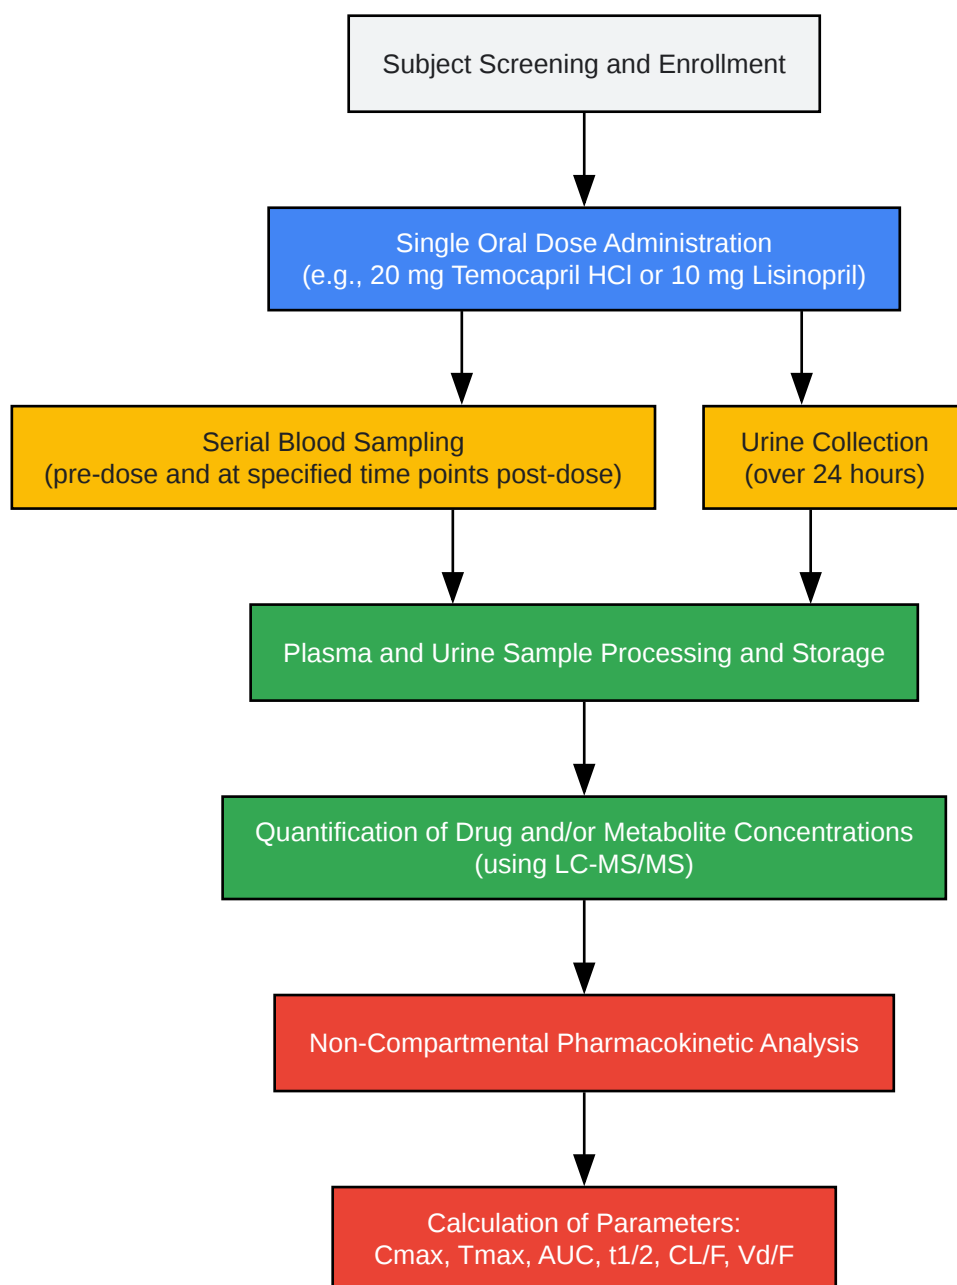 Subject Screening and Enrollment
Single Oral Dose Administration
(e.g., 20 mg Temocapril HCl or 10 mg Lisinopril)
Serial Blood Sampling
(pre-dose and at specified time points post-dose)
Urine Collection
(over 24 hours)
Plasma and Urine Sample Processing and Storage
Quantification of Drug and/or Metabolite Concentrations
(using LC-MS/MS)
Non-Compartmental Pharmacokinetic Analysis
Calculation of Parameters:
Cmax, Tmax, AUC, t1/2, CL/F, Vd/F